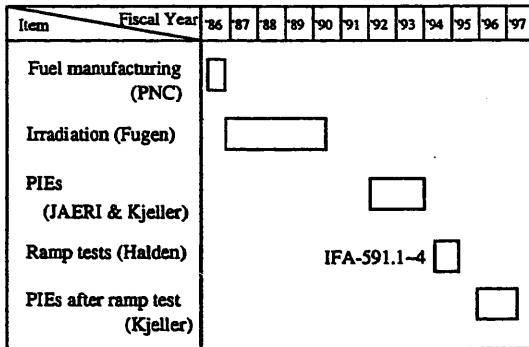 Item Fiscal Year '86 '87 '88 '89 '90 '91 '92 '93 '94 '95 '96 '97
Fuel manufacturing
(PNC)
Irradiation (Fugen)
PIEs
(JAERI & Kjeller)
Ramp tests (Halden) IFA-591.1~4
PIEs after ramp test
(Kjeller)